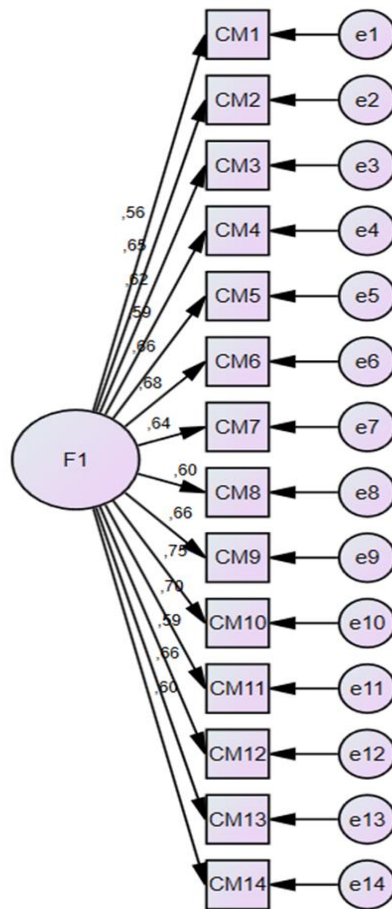 CM1 e1
CM2 e2
CM3 e3
,56
CM4 e4
,65
,62
CM5 e5
,59
,66
CM6 e6
,68
,64 CM7 e7
F1
,60 CM8 e8
,66
,75 CM9 e9
,70
,59 CM10 e10
,66
,60 CM11 e11
CM12 e12
CM13 e13
CM14 e14